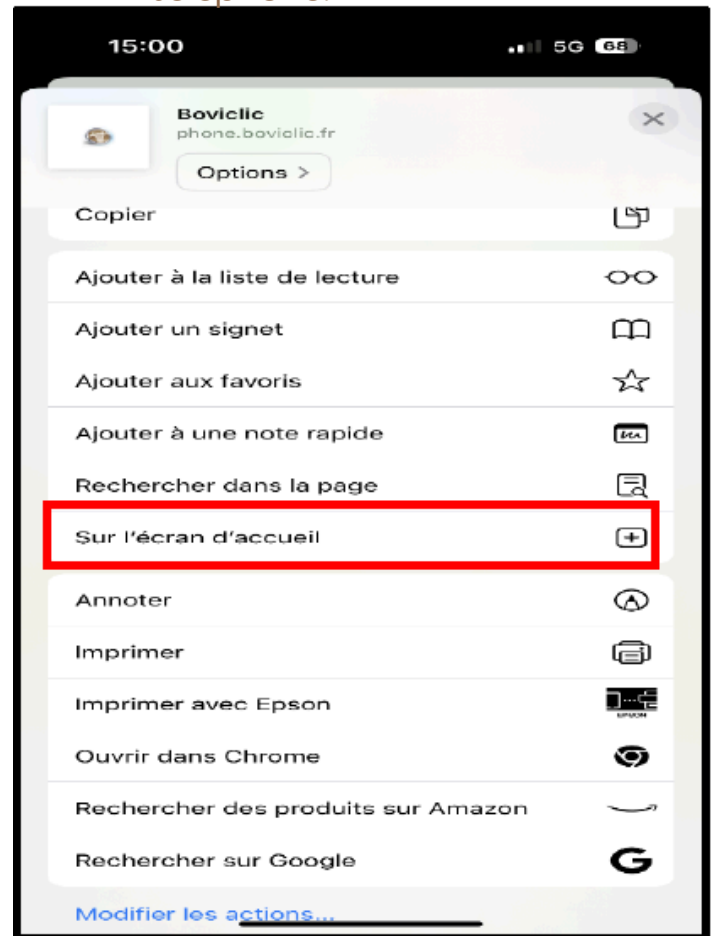 15:00 5G 68
Boviclic
phone.boviclic.fr
Options >
Copier
Ajouter à la liste de lecture
Ajouter un signet
Ajouter aux favoris
Ajouter à une note rapide
Rechercher dans la page
Sur l'écran d'accueil
Annoter
Imprimer
Imprimer avec Epson
EPSON
Ouvrir dans Chrome
Rechercher des produits sur Amazon
Rechercher sur Google
Modifier les actions...